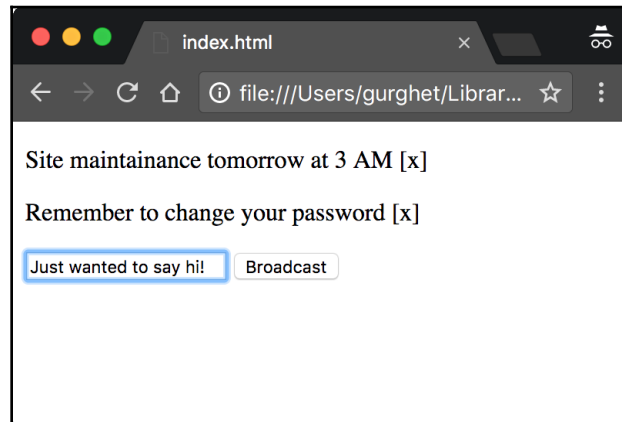 index.html
file:///Users/gurghet/Librar...
Site maintainance tomorrow at 3 AM [x]
Remember to change your password [x]
Just wanted to say hi! Broadcast